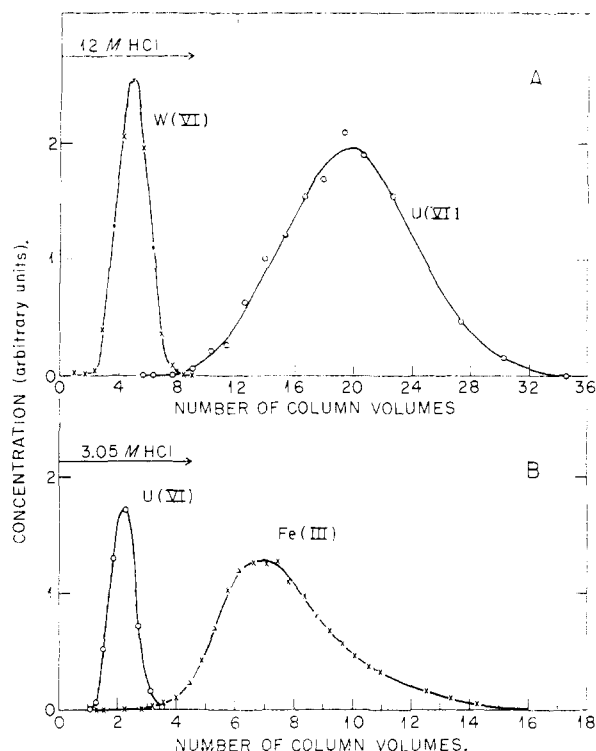 12 M HCl
A
W(VI)
U(VI)
2
1
0
0 4 8 12 16 20 24 28 32 36
NUMBER OF COLUMN VOLUMES
CONCENTRATION (arbitrary units).
3.05 M HCl
B
U(VI)
Fe(III)
2
1
0
0 2 4 6 8 10 12 14 16 18
NUMBER OF COLUMN VOLUMES.